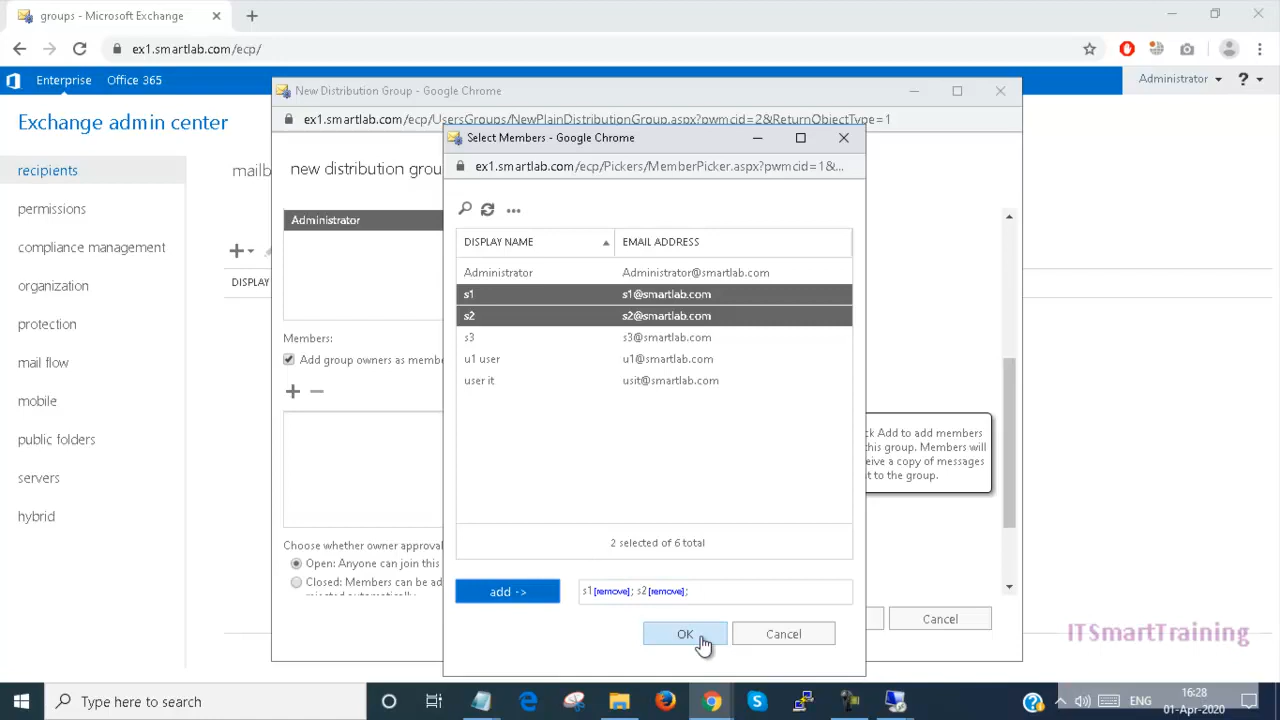 groups - Microsoft Exchange
ex1.smartlab.com/ecp/
Enterprise Office 365
Administrator ?
Exchange admin center
recipients
permissions
compliance management
organization
protection
mail flow
mobile
public folders
servers
hybrid
mailb
DISPLAY
New Distribution Group - Google Chrome
ex1.smartlab.com/ecp/UsersGroups/NewPlainDistributionGroup.aspx?pwmcid=2&ReturnObjectType=1
new distribution grou
Administrator
Members:
Add group owners as membe
Choose whether owner approval
Open: Anyone can join this
Closed: Members can be ad
Select Members - Google Chrome
ex1.smartlab.com/ecp/Pickers/MemberPicker.aspx?pwmcid=1&...
DISPLAY NAME EMAIL ADDRESS
Administrator Administrator@smartlab.com
s1 s1@smartlab.com
s2 s2@smartlab.com
s3 s3@smartlab.com
u1 user u1@smartlab.com
user it usit@smartlab.com
2 selected of 6 total
add -> s1[remove]; s2[remove];
OK Cancel
ck Add to add members
this group. Members will
eive a copy of messages
t to the group.
Cancel
ITSmartTraining
Type here to search
ENG
16:28
01-Apr-2020